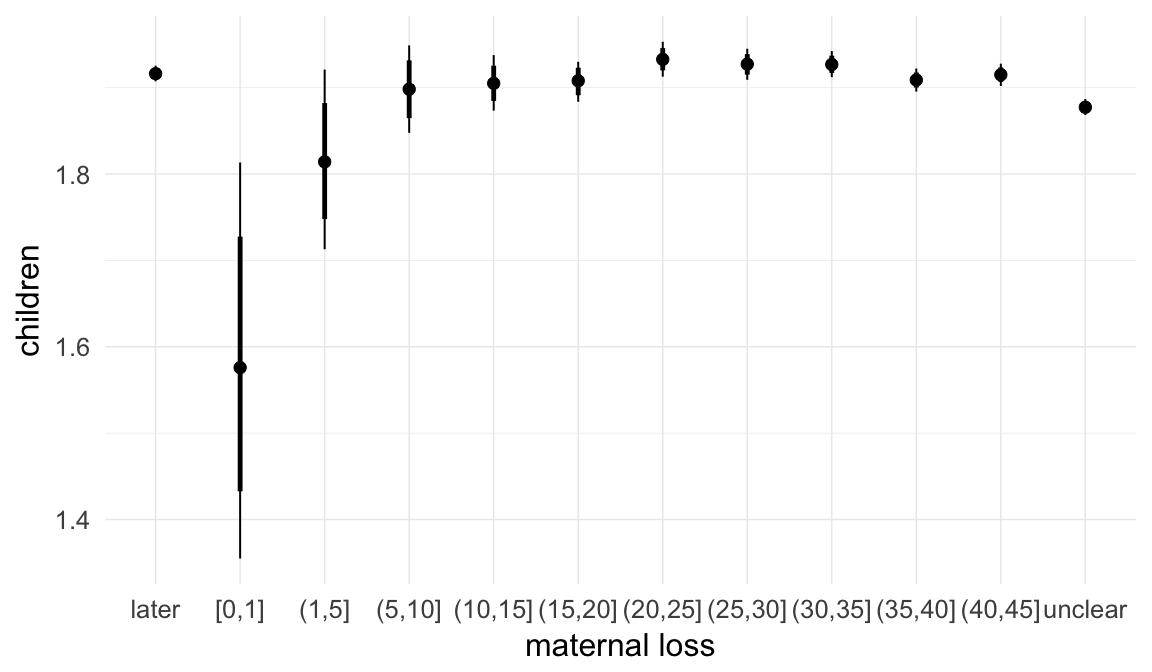 children
1.8
1.6
1.4
later [0,1] (1,5] (5,10] (10,15] (15,20] (20,25] (25,30] (30,35] (35,40] (40,45] unclear
maternal loss